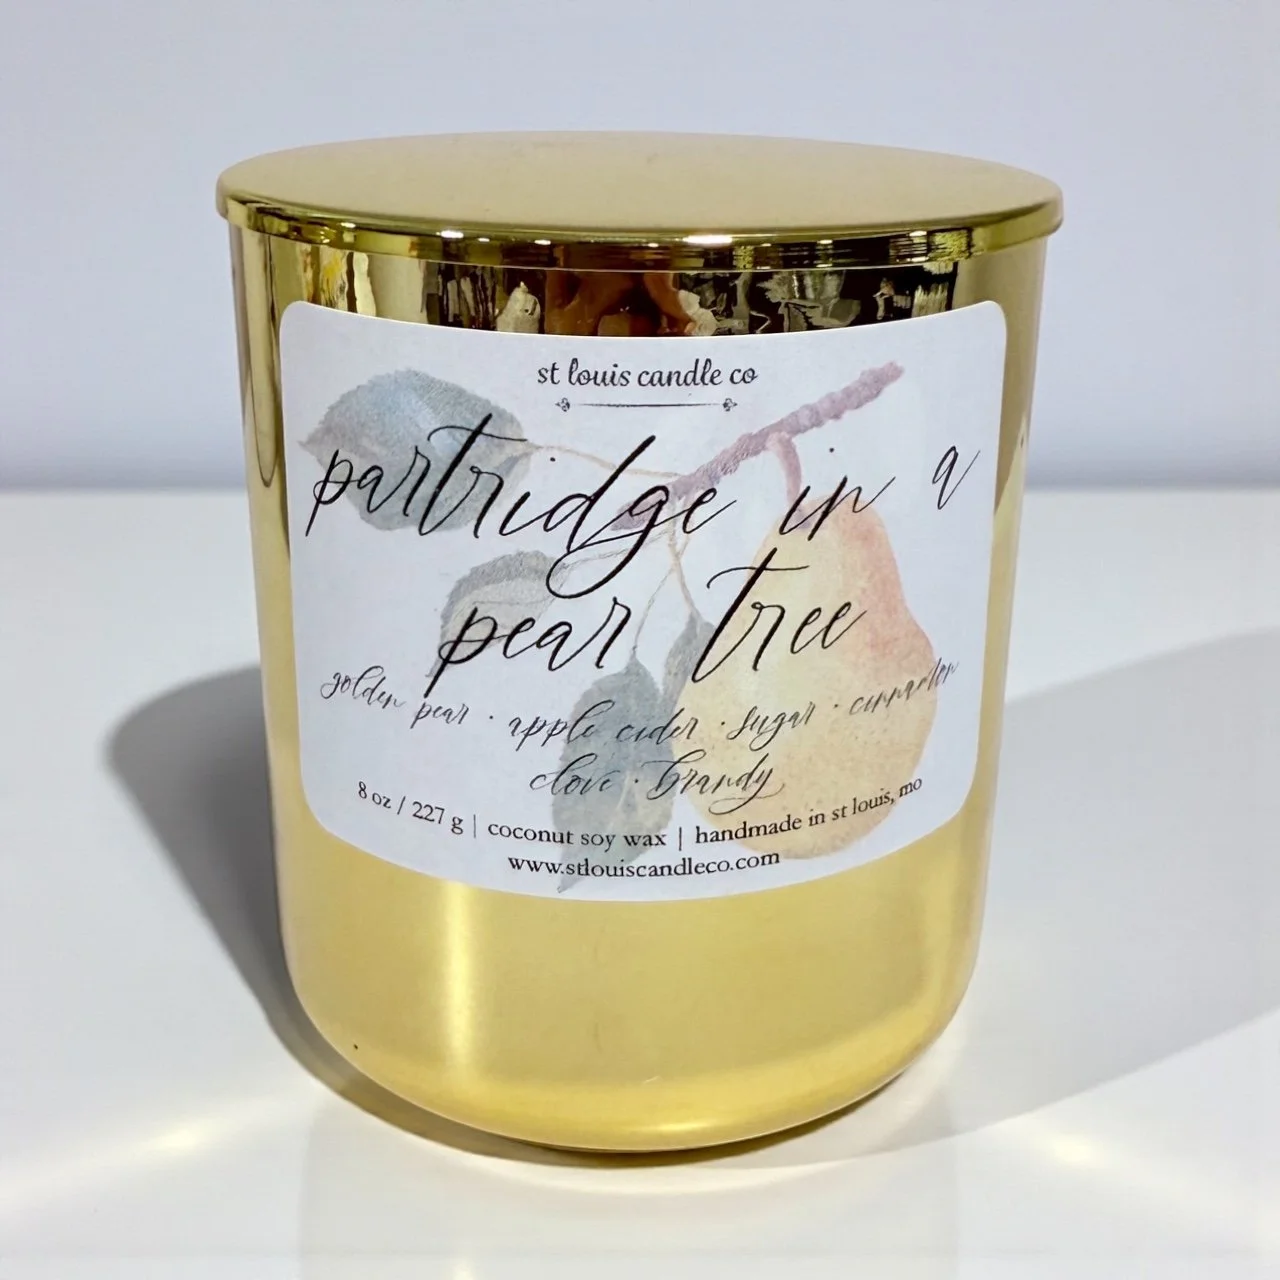 st louis candle co
partridge in a
pear tree
golden pear · apple cider · sugar · cinnamon
clove · brandy
8 oz / 227 g | coconut soy wax | handmade in st louis, mo
www.stlouiscandleco.com